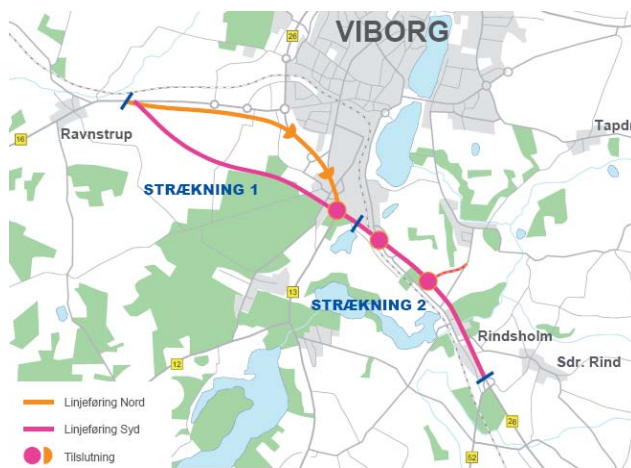 VIBORG
26
Ravnstrup
16
Tapdr
STRÆKNING 1
13
STRÆKNING 2
Rindsholm
Sdr. Rind
12
Linjeføring Nord
Linjeføring Syd
26
Tilslutning
52